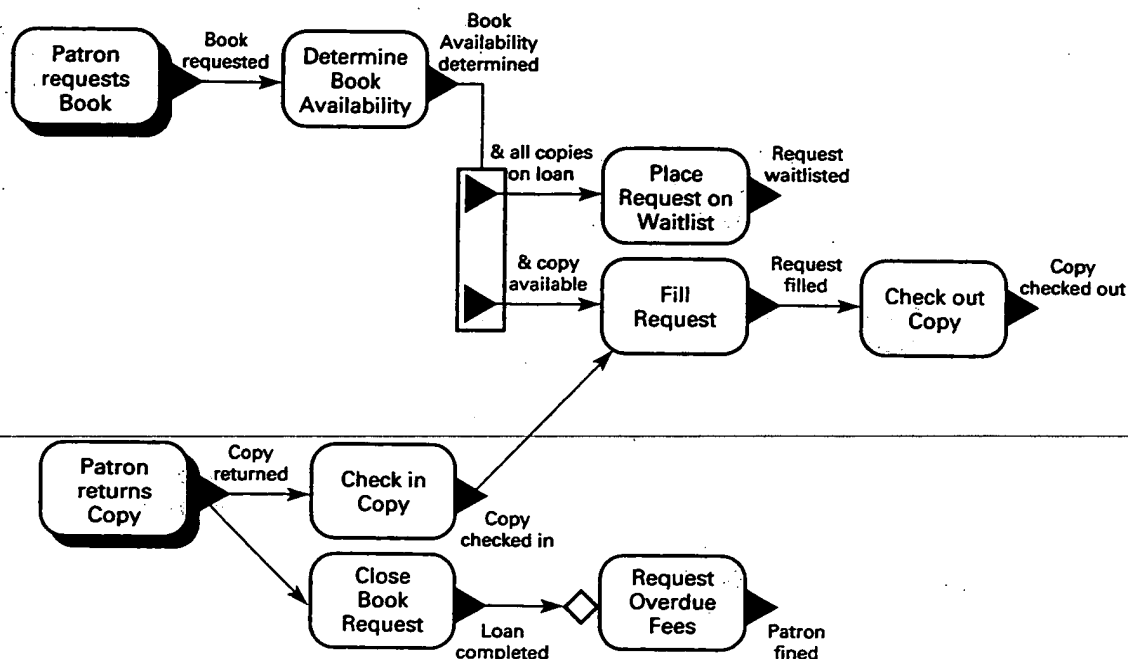 Patron
requests
Book
Book
requested
Determine
Book
Availability
Book
Availability
determined
& all copies
on loan
Place
Request on
Waitlist
Request
waitlisted
& copy
available
Fill
Request
Request
filled
Check out
Copy
Copy
checked out
Patron
returns
Copy
Copy
returned
Check in
Copy
Copy
checked in
Close
Book
Request
Loan
completed
Request
Overdue
Fees
Patron
fined